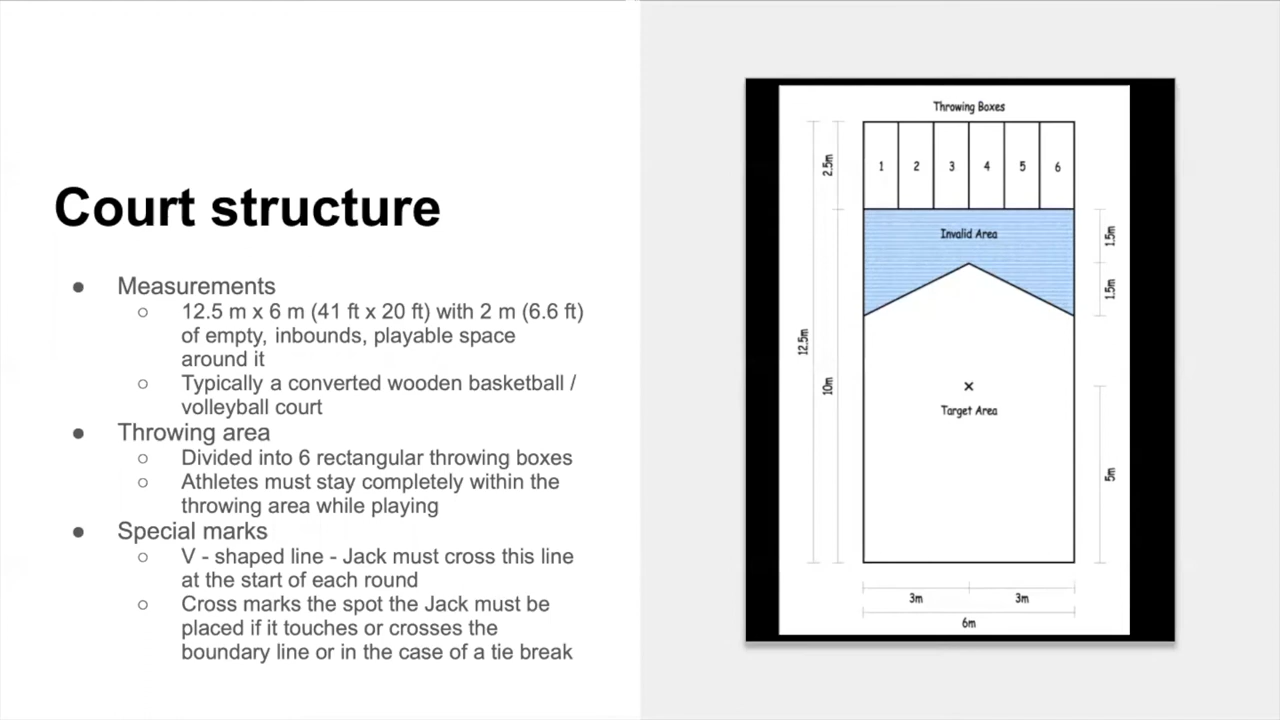 Court structure
● Measurements
○ 12.5 m x 6 m (41 ft x 20 ft) with 2 m (6.6 ft)
of empty, inbounds, playable space
around it
○ Typically a converted wooden basketball /
volleyball court
● Throwing area
○ Divided into 6 rectangular throwing boxes
○ Athletes must stay completely within the
throwing area while playing
● Special marks
○ V - shaped line - Jack must cross this line
at the start of each round
○ Cross marks the spot the Jack must be
placed if it touches or crosses the
boundary line or in the case of a tie break
Throwing Boxes
2.5m
1 2 3 4 5 6
Invalid Area
1.5m
1.5m
12.5m
10m
×
Target Area
5m
3m 3m
6m